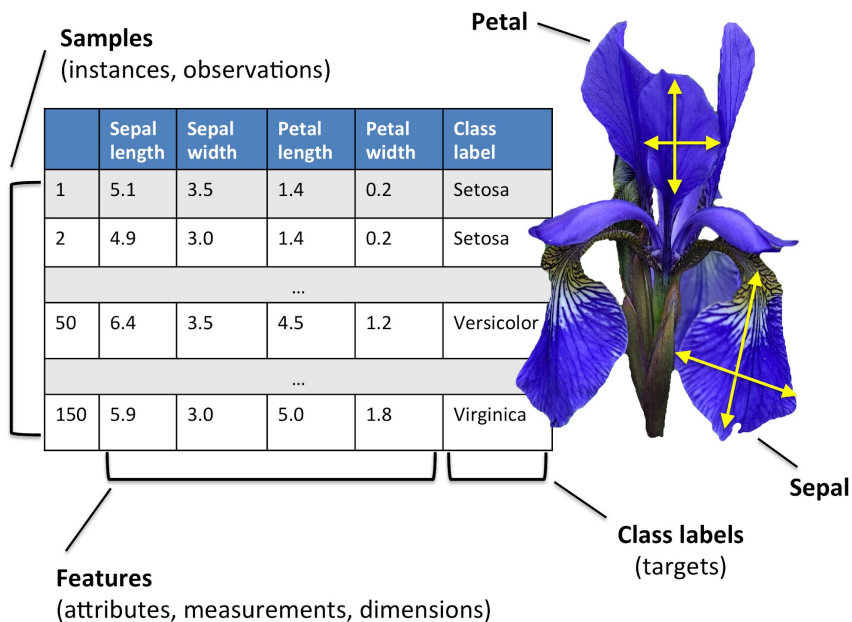 Samples
(instances, observations)
Petal
Sepal length Sepal width Petal length Petal width Class label
1 5.1 3.5 1.4 0.2 Setosa
2 4.9 3.0 1.4 0.2 Setosa
...
50 6.4 3.5 4.5 1.2 Versicolor
...
150 5.9 3.0 5.0 1.8 Virginica
Sepal
Class labels
(targets)
Features
(attributes, measurements, dimensions)